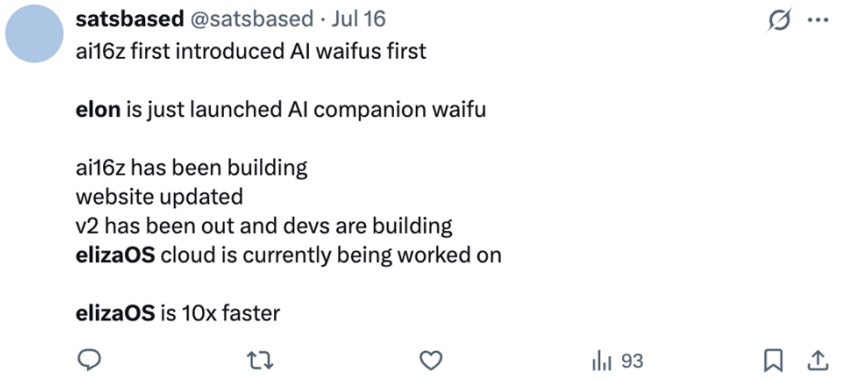 satsbased @satsbased · Jul 16
ai16z first introduced AI waifus first
elon is just launched AI companion waifu
ai16z has been building
website updated
v2 has been out and devs are building
elizaOS cloud is currently being worked on
elizaOS is 10x faster
93